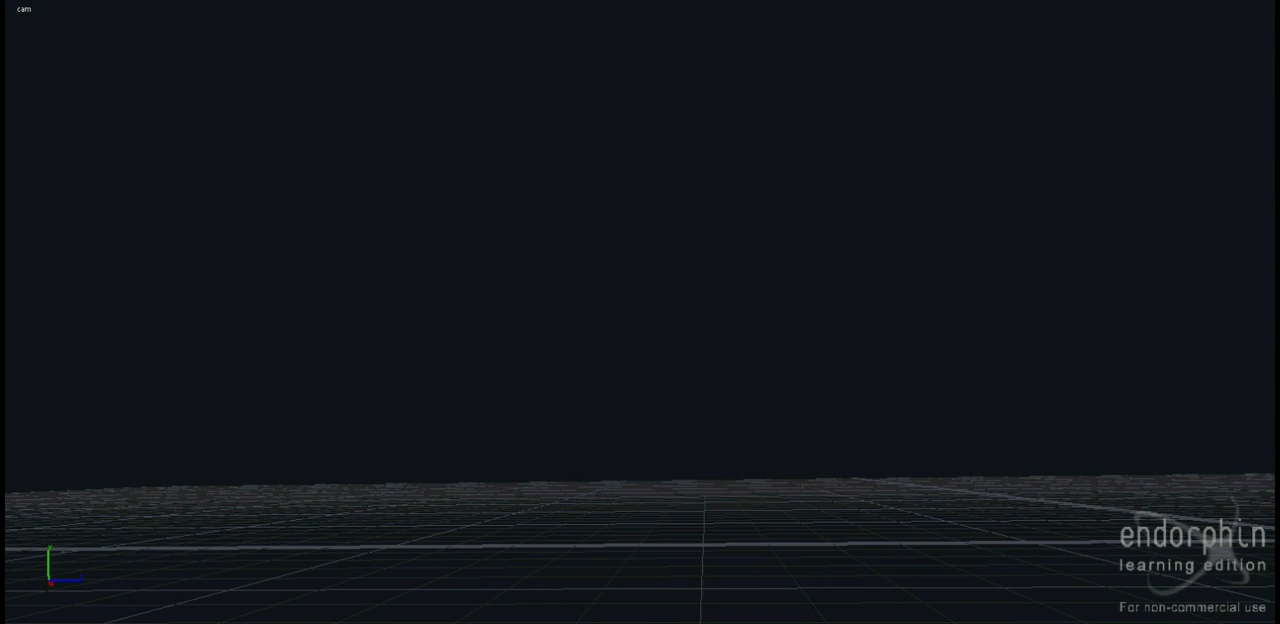 cam
endorphin
learning edition
For non-commercial use